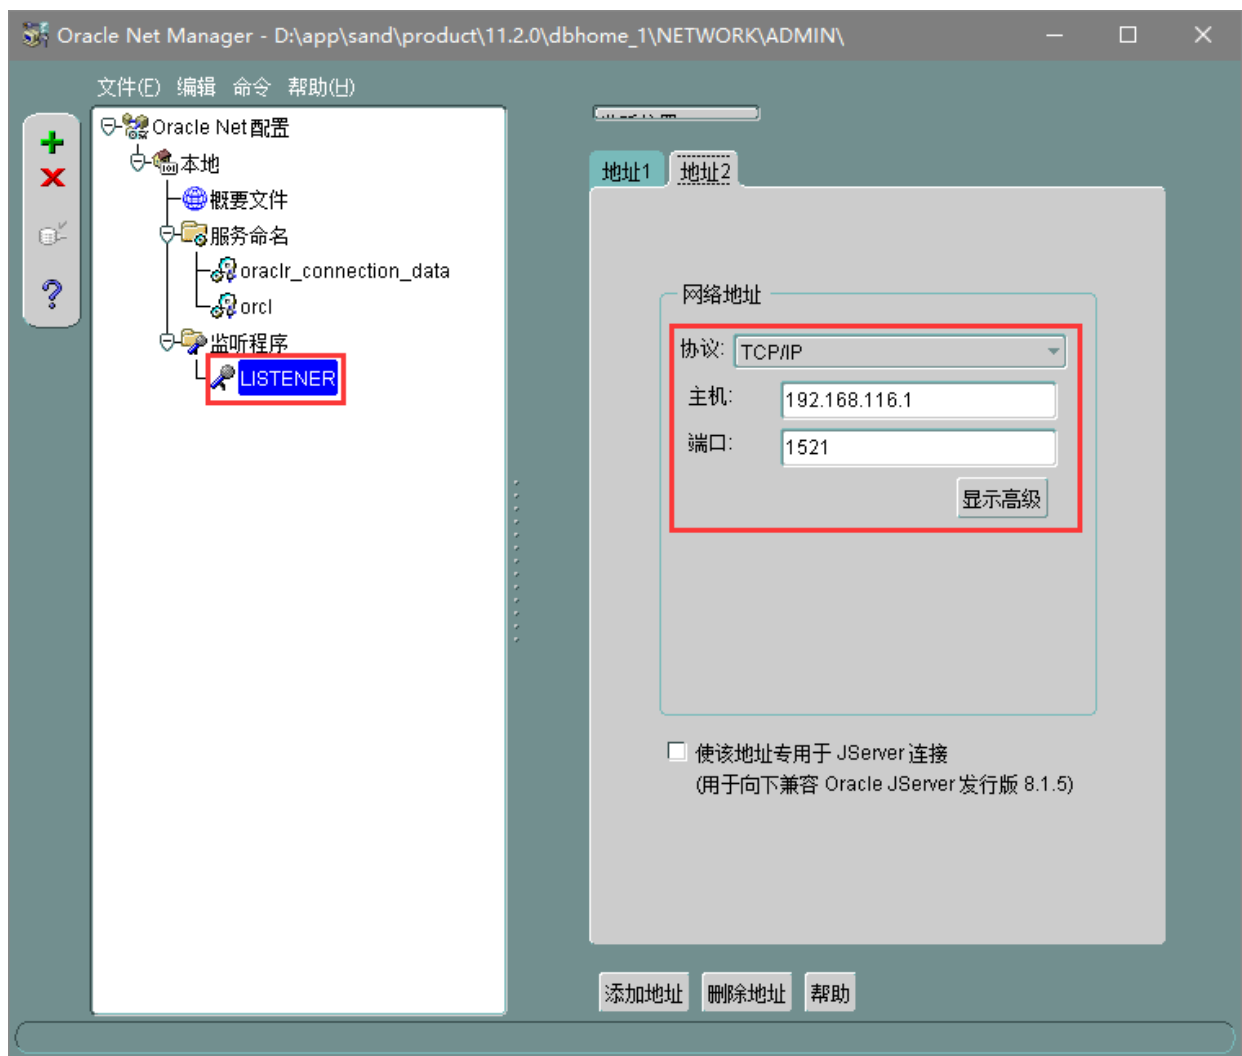 Oracle Net Manager - D:\app\sand\product\11.2.0\dbhome_1\NETWORK\ADMIN\
文件(F) 编辑 命令 帮助(H)
Oracle Net 配置
本地
概要文件
服务命名
oraclr_connection_data
orcl
监听程序
LISTENER
地址1 地址2
网络地址
协议: TCP/IP
主机: 192.168.116.1
端口: 1521
显示高级
使该地址专用于 JServer 连接
(用于向下兼容 Oracle JServer 发行版 8.1.5)
添加地址 删除地址 帮助